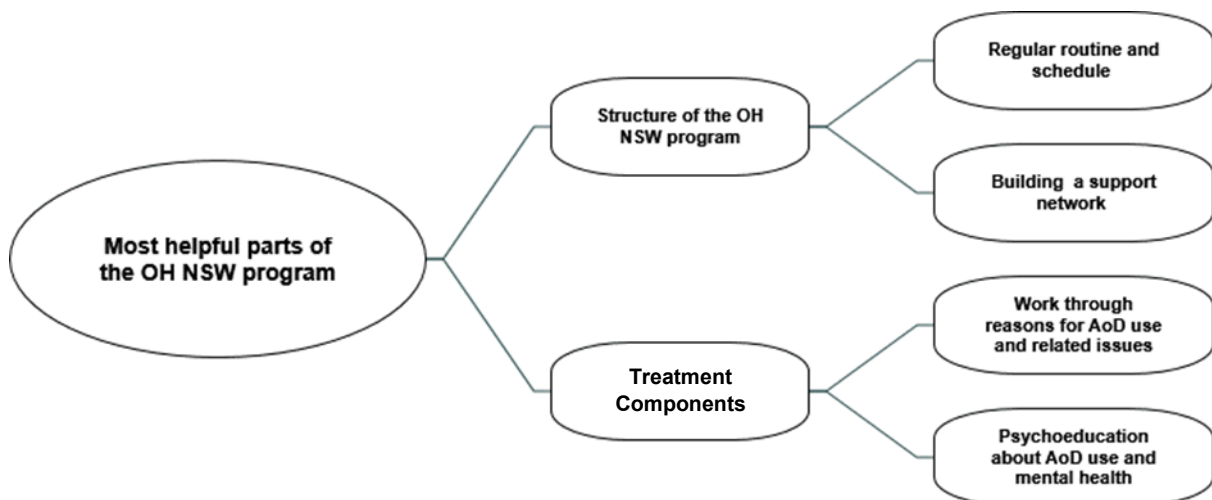 Most helpful parts of
the OH NSW program
Structure of the OH
NSW program
Regular routine and
schedule
Building a support
network
Treatment
Components
Work through
reasons for AoD use
and related issues
Psychoeducation
about AoD use and
mental health